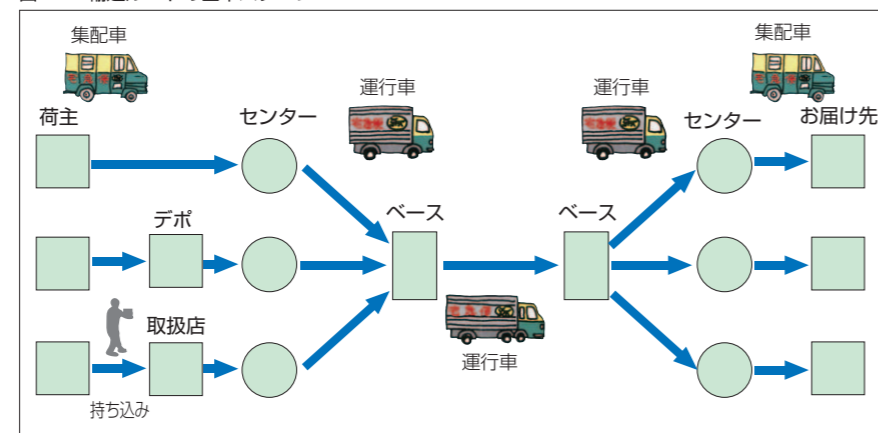 集配車
集配車
運行車
運行車
荷主
センター
センター
お届け先
デポ
ベース
ベース
取扱店
運行車
持ち込み